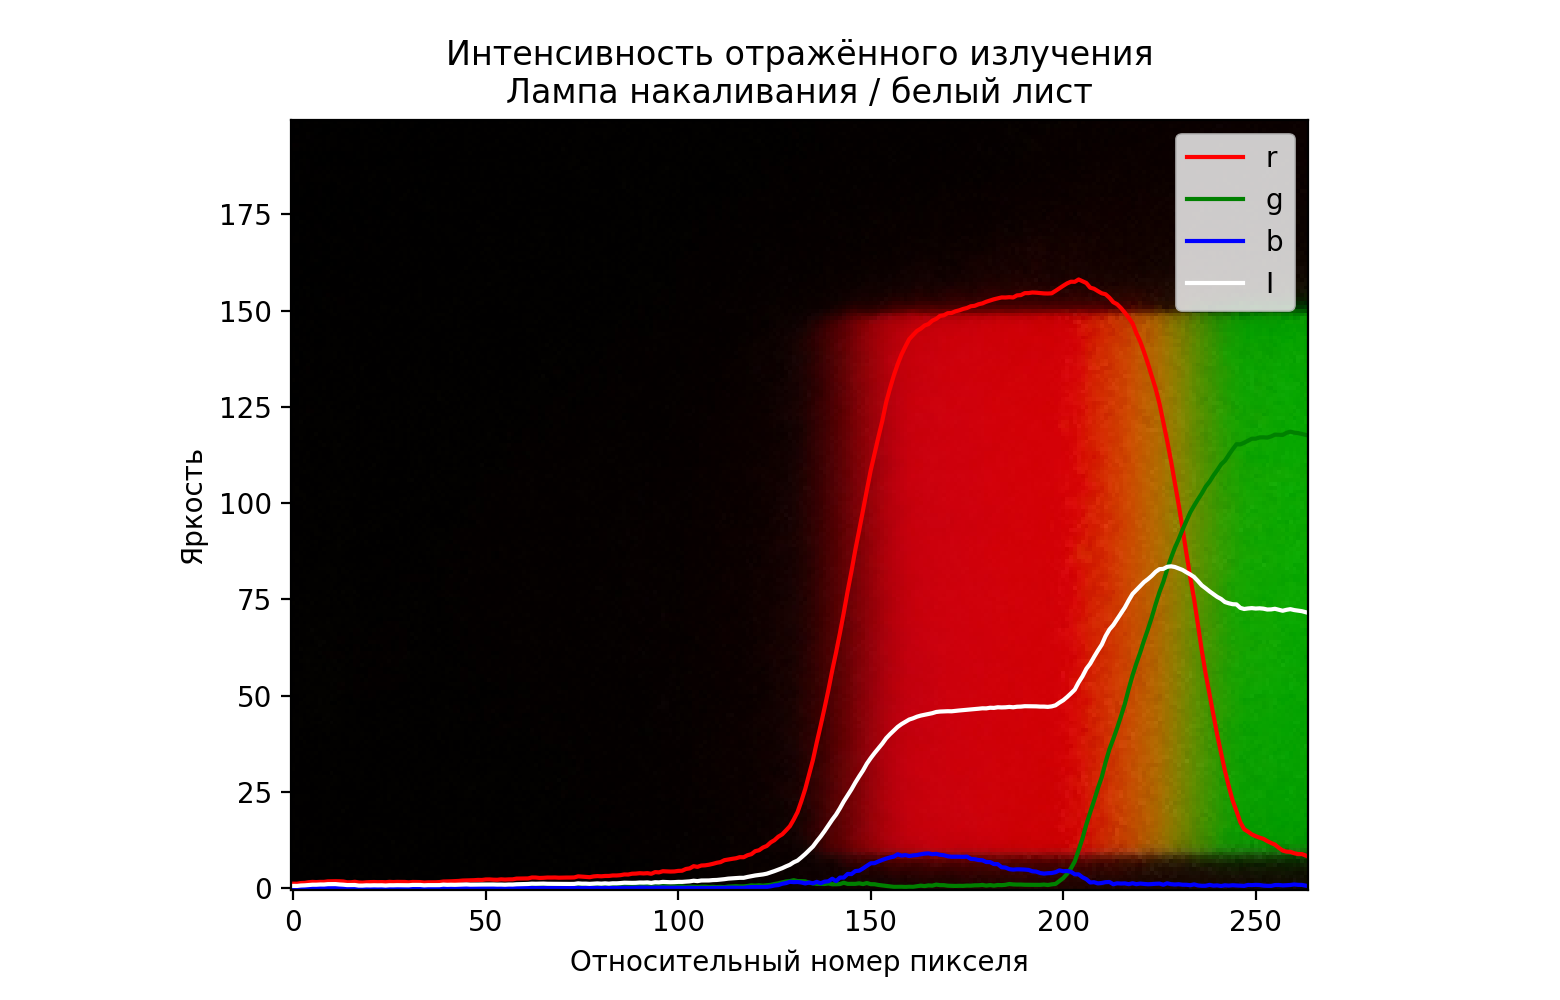 Интенсивность отражённого излучения
Лампа накаливания / белый лист
r
g
b
l
175
150
125
100
75
50
25
0
Яркость
0 50 100 150 200 250
Относительный номер пикселя